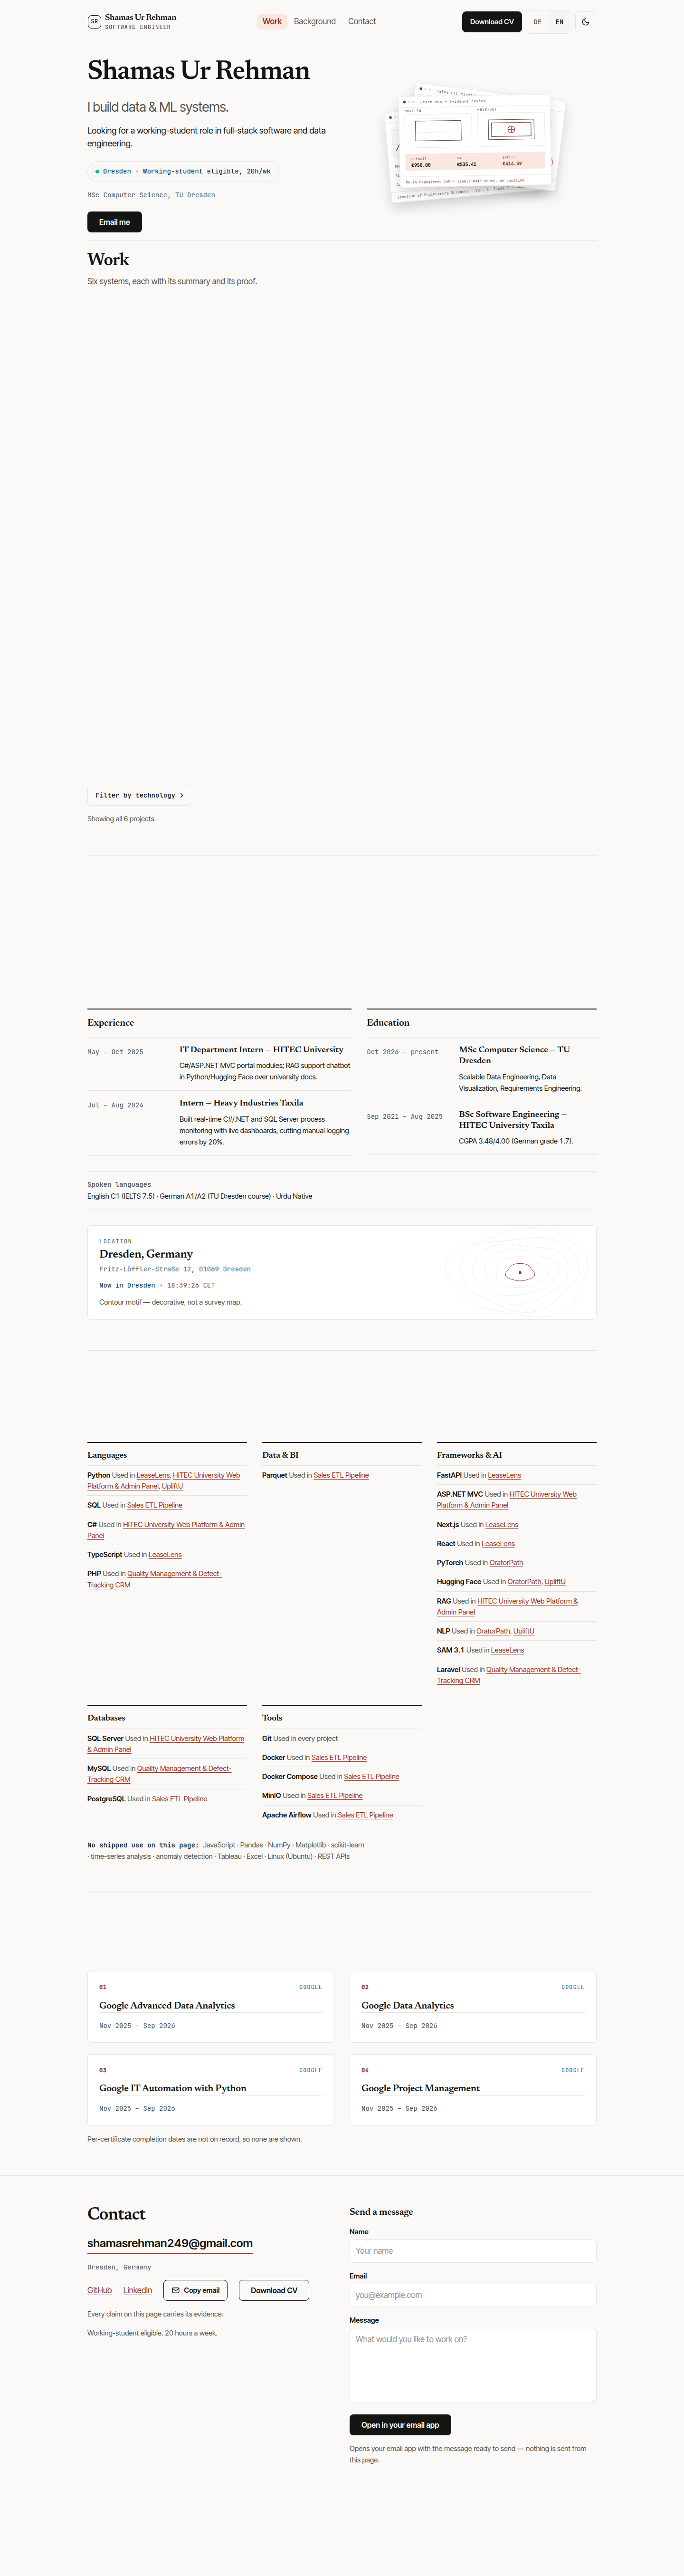 SR
Shamas Ur Rehman
SOFTWARE ENGINEER
Work
Background
Contact
Download CV
DE
EN
Shamas Ur Rehman
I build data & ML systems.
Looking for a working-student role in full-stack software and data
engineering.
Dresden · Working-student eligible, 20h/wk
MSc Computer Science, TU Dresden
Email me
LeaseLens — Evidence review
MOVE-IN
MOVE-OUT
DEPOSIT
€950.00
€535.41
€414.59
Work
Six systems, each with its summary and its proof.
Filter by technology
Showing all 6 projects.
Experience
May – Oct 2025
IT Department Intern — HITEC University
C#/ASP.NET MVC portal modules; RAG support chatbot
in Python/Hugging Face over university docs.
Jul – Aug 2024
Intern — Heavy Industries Taxila
Built real-time C#/.NET and SQL Server process
monitoring with live dashboards, cutting manual logging
errors by 20%.
Education
Oct 2026 – present
MSc Computer Science — TU
Dresden
Scalable Data Engineering, Data
Visualization, Requirements Engineering.
Sep 2021 – Aug 2025
BSc Software Engineering —
HITEC University Taxila
CGPA 3.48/4.00 (German grade 1.7).
Spoken languages
English C1 (IELTS 7.5) · German A1/A2 (TU Dresden course) · Urdu Native
LOCATION
Dresden, Germany
Fritz-Löffler-Straße 12, 01069 Dresden
Now in Dresden · 18:39:26 CET
Contour motif — decorative, not a survey map.
Languages
Python Used in LeaseLens, HITEC University Web
Platform & Admin Panel, UpliftU
SQL Used in Sales ETL Pipeline
C# Used in HITEC University Web Platform & Admin
Panel
TypeScript Used in LeaseLens
PHP Used in Quality Management & Defect-
Tracking CRM
Data & BI
Parquet Used in Sales ETL Pipeline
Frameworks & AI
FastAPI Used in LeaseLens
ASP.NET MVC Used in HITEC University Web
Platform & Admin Panel
Next.js Used in LeaseLens
React Used in LeaseLens
PyTorch Used in OratorPath
Hugging Face Used in OratorPath, UpliftU
RAG Used in HITEC University Web Platform &
Admin Panel
NLP Used in OratorPath, UpliftU
SAM 3.1 Used in LeaseLens
Laravel Used in Quality Management & Defect-
Tracking CRM
Databases
SQL Server Used in HITEC University Web Platform
& Admin Panel
MySQL Used in Quality Management & Defect-
Tracking CRM
PostgreSQL Used in Sales ETL Pipeline
Tools
Git Used in every project
Docker Used in Sales ETL Pipeline
Docker Compose Used in Sales ETL Pipeline
MinIO Used in Sales ETL Pipeline
Apache Airflow Used in Sales ETL Pipeline
No shipped use on this page: JavaScript · Pandas · NumPy · Matplotlib · scikit-learn
· time-series analysis · anomaly detection · Tableau · Excel · Linux (Ubuntu) · REST APIs
01
GOOGLE
Google Advanced Data Analytics
Nov 2025 – Sep 2026
02
GOOGLE
Google Data Analytics
Nov 2025 – Sep 2026
03
GOOGLE
Google IT Automation with Python
Nov 2025 – Sep 2026
04
GOOGLE
Google Project Management
Nov 2025 – Sep 2026
Per-certificate completion dates are not on record, so none are shown.
Contact
shamasrehman249@gmail.com
Dresden, Germany
GitHub
LinkedIn
Copy email
Download CV
Every claim on this page carries its evidence.
Working-student eligible, 20 hours a week.
Send a message
Name
Your name
Email
you@example.com
Message
What would you like to work on?
Open in your email app
Opens your email app with the message ready to send — nothing is sent from
this page.